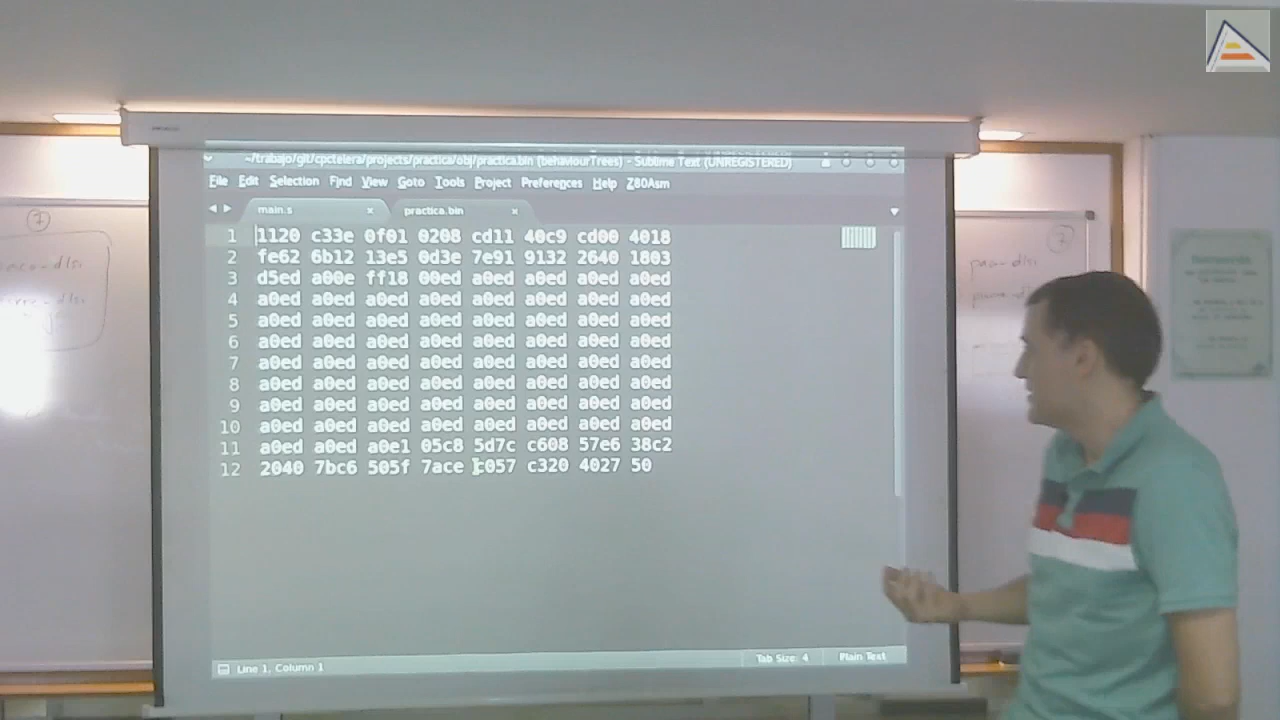 ~/trabajo/git/cpctelera/projects/practica/obj/practica.bin (behaviourTrees) - Sublime Text (UNREGISTERED)
File Edit Selection Find View Goto Tools Project Preferences Help Z80Asm
main.s x practica.bin x
1 1120 c33e 0f01 0208 cd11 40c9 cd00 4018
2 fe62 6b12 13e5 0d3e 7e91 9132 2640 1803
3 d5ed a00e ff18 00ed a0ed a0ed a0ed a0ed
4 a0ed a0ed a0ed a0ed a0ed a0ed a0ed a0ed
5 a0ed a0ed a0ed a0ed a0ed a0ed a0ed a0ed
6 a0ed a0ed a0ed a0ed a0ed a0ed a0ed a0ed
7 a0ed a0ed a0ed a0ed a0ed a0ed a0ed a0ed
8 a0ed a0ed a0ed a0ed a0ed a0ed a0ed a0ed
9 a0ed a0ed a0ed a0ed a0ed a0ed a0ed a0ed
10 a0ed a0ed a0ed a0ed a0ed a0ed a0ed a0ed
11 a0ed a0ed a0e1 05c8 5d7c c608 57e6 38c2
12 2040 7bc6 505f 7ace c057 c320 4027 50
Line 1, Column 1 Tab Size: 4 Plain Text